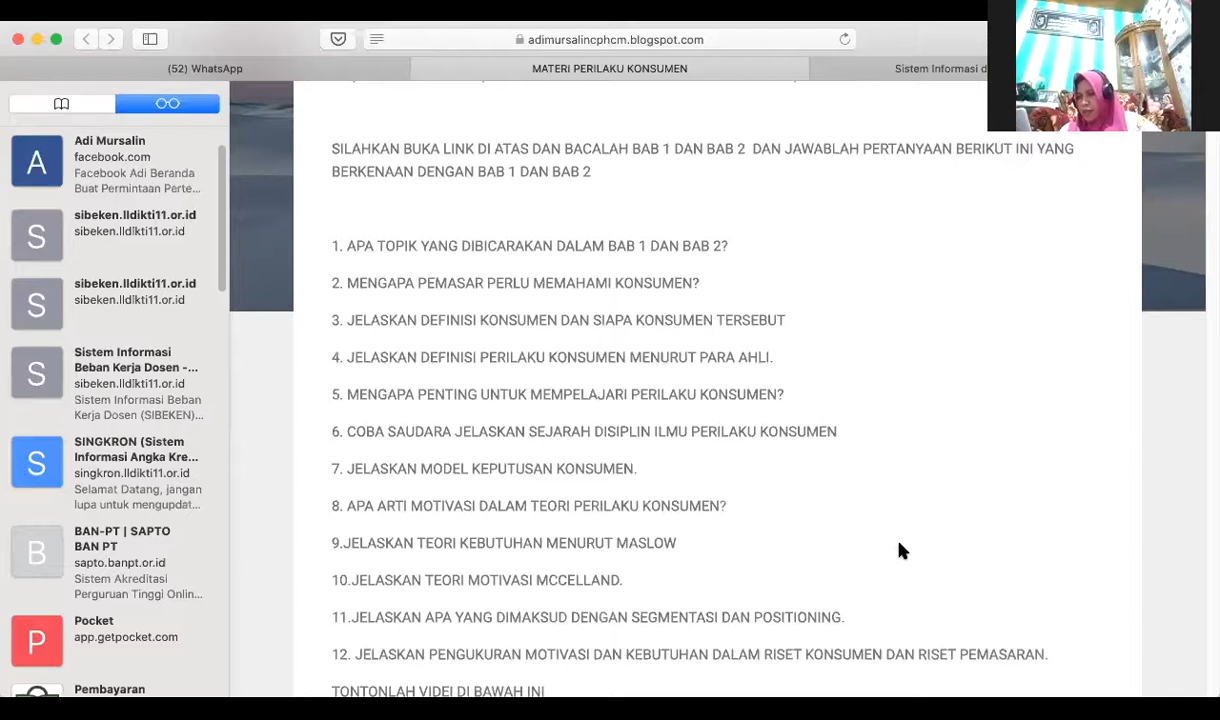 adimursalincphcm.blogspot.com
(52) WhatsApp
MATERI PERILAKU KONSUMEN
Sistem Informasi d
Adi Mursalin
facebook.com
Facebook Adi Beranda
Buat Permintaan Perte...
S
sibeken.lldikti11.or.id
sibeken.lldikti11.or.id
S
sibeken.lldikti11.or.id
sibeken.lldikti11.or.id
S
Sistem Informasi
Beban Kerja Dosen -...
sibeken.lldikti11.or.id
Sistem Informasi Beban
Kerja Dosen (SIBEKEN)...
S
SINGKRON (Sistem
Informasi Angka Kre...
singkron.lldikti11.or.id
Selamat Datang, jangan
lupa untuk mengupdat...
B
BAN-PT | SAPTO
BAN PT
sapto.banpt.or.id
Sistem Akreditasi
Perguruan Tinggi Onlin...
P
Pocket
app.getpocket.com
Pembayaran
A
SILAHKAN BUKA LINK DI ATAS DAN BACALAH BAB 1 DAN BAB 2 DAN JAWABLAH PERTANYAAN BERIKUT INI YANG
BERKENAAN DENGAN BAB 1 DAN BAB 2
1. APA TOPIK YANG DIBICARAKAN DALAM BAB 1 DAN BAB 2?
2. MENGAPA PEMASAR PERLU MEMAHAMI KONSUMEN?
3. JELASKAN DEFINISI KONSUMEN DAN SIAPA KONSUMEN TERSEBUT
4. JELASKAN DEFINISI PERILAKU KONSUMEN MENURUT PARA AHLI.
5. MENGAPA PENTING UNTUK MEMPELAJARI PERILAKU KONSUMEN?
6. COBA SAUDARA JELASKAN SEJARAH DISIPLIN ILMU PERILAKU KONSUMEN
7. JELASKAN MODEL KEPUTUSAN KONSUMEN.
8. APA ARTI MOTIVASI DALAM TEORI PERILAKU KONSUMEN?
9.JELASKAN TEORI KEBUTUHAN MENURUT MASLOW
10.JELASKAN TEORI MOTIVASI MCCELLAND.
11.JELASKAN APA YANG DIMAKSUD DENGAN SEGMENTASI DAN POSITIONING.
12. JELASKAN PENGUKURAN MOTIVASI DAN KEBUTUHAN DALAM RISET KONSUMEN DAN RISET PEMASARAN.
TONTONLAH VIDEI DI BAWAH INI